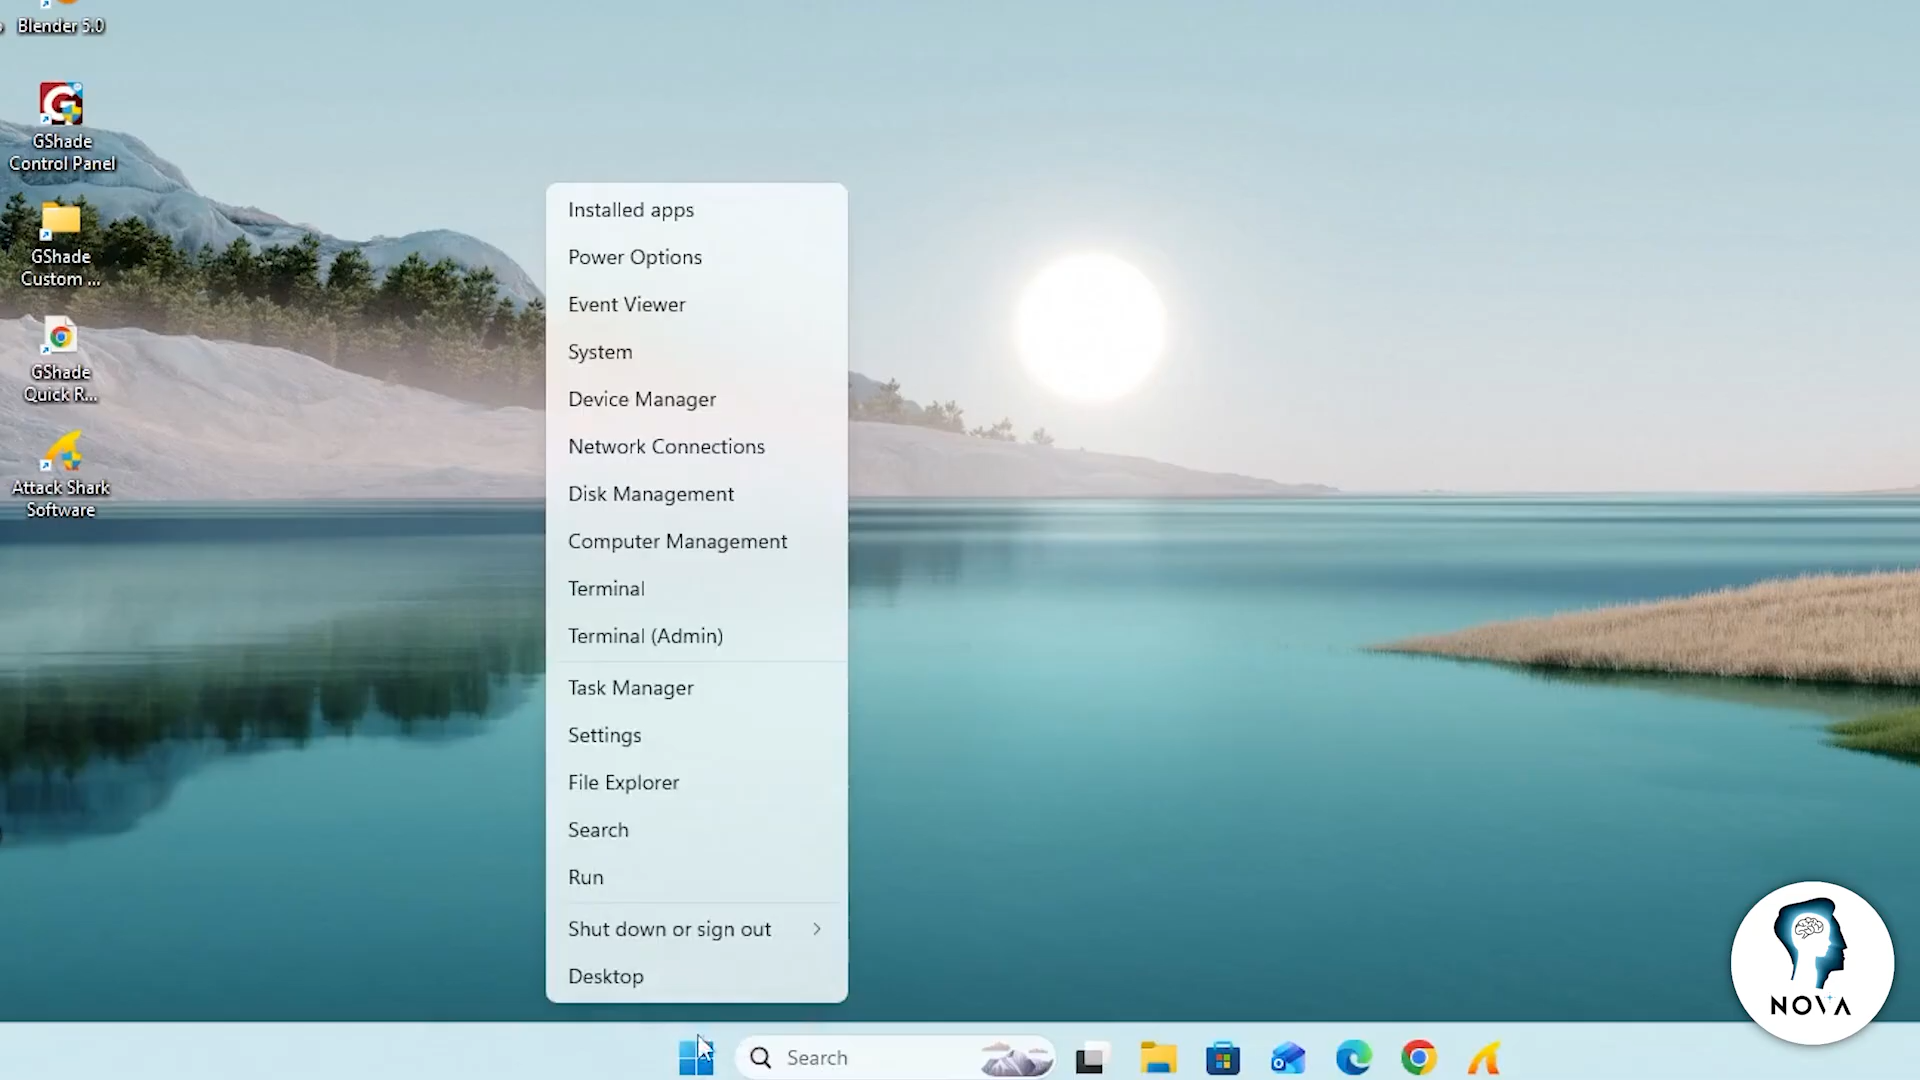 Blender 5.0
GShade
Control Panel
GShade
Custom ...
GShade
Quick R...
Attack Shark
Software
Installed apps
Power Options
Event Viewer
System
Device Manager
Network Connections
Disk Management
Computer Management
Terminal
Terminal (Admin)
Task Manager
Settings
File Explorer
Search
Run
Shut down or sign out
Desktop
Search
NOVA